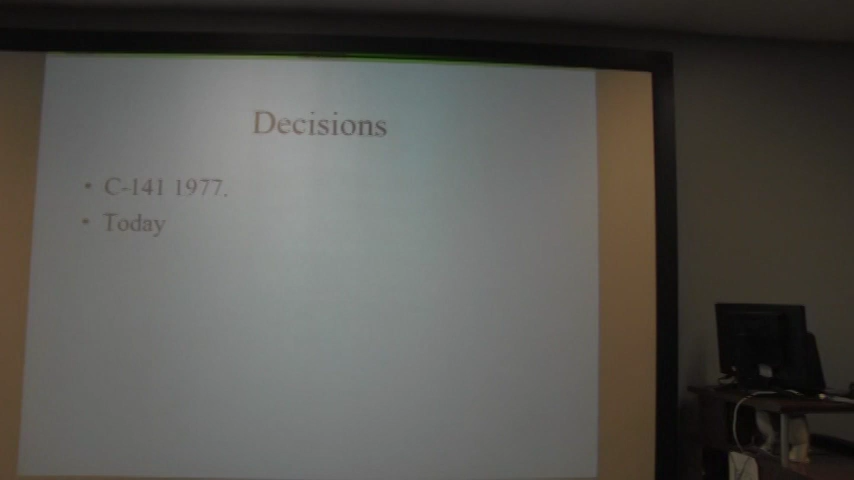 Decisions
• C-141 1977.
• Today